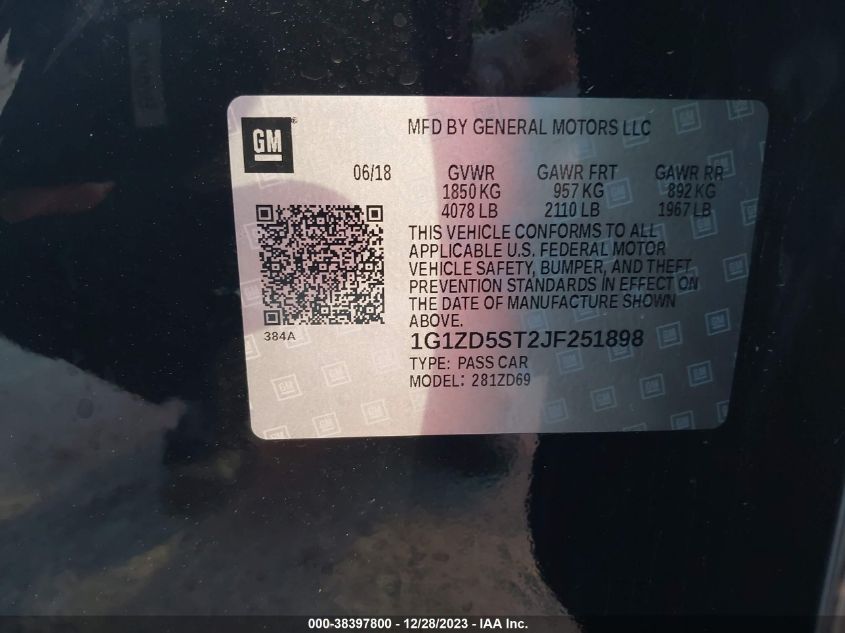 GM®
MFD BY GENERAL MOTORS LLC
06/18 GVWR GAWR FRT GAWR RR
1850 KG 957 KG 892 KG
4078 LB 2110 LB 1967 LB
THIS VEHICLE CONFORMS TO ALL
APPLICABLE U.S. FEDERAL MOTOR
VEHICLE SAFETY, BUMPER, AND THEFT
PREVENTION STANDARDS IN EFFECT ON
THE DATE OF MANUFACTURE SHOWN
ABOVE.
384A
1G1ZD5ST2JF251898
TYPE: PASS CAR
MODEL: 281ZD69
000-38397800 - 12/28/2023 - IAA Inc.